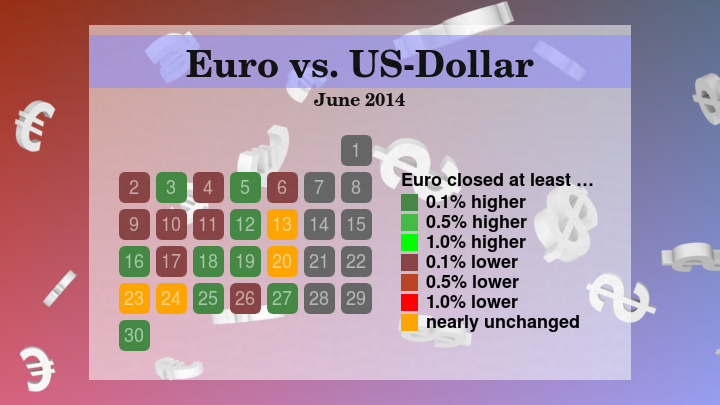 Euro vs. US-Dollar
June 2014
1
2 3 4 5 6 7 8
9 10 11 12 13 14 15
16 17 18 19 20 21 22
23 24 25 26 27 28 29
30
Euro closed at least …
0.1% higher
0.5% higher
1.0% higher
0.1% lower
0.5% lower
1.0% lower
nearly unchanged